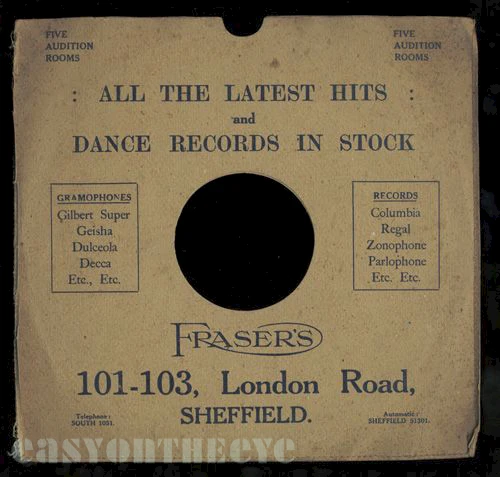 FIVE
AUDITION
ROOMS
FIVE
AUDITION
ROOMS
: ALL THE LATEST HITS :
and
DANCE RECORDS IN STOCK
GRAMOPHONES
Gilbert Super
Geisha
Dulceola
Decca
Etc., Etc.
RECORDS
Columbia
Regal
Zonophone
Parlophone
Etc. Etc.
FRASER'S
101-103, London Road,
SHEFFIELD.
Telephone:
SOUTH 1051.
Automatic:
SHEFFIELD 51301.
easyontheeye